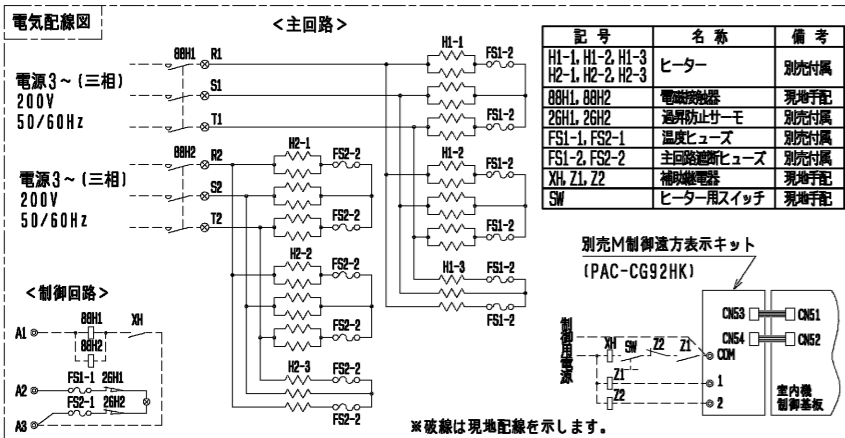 電気配線図
<主回路>
電源3~(三相)
200V
50/60Hz
88H1
R1
S1
T1
H1-1
FS1-2
FS1-2
電源3~(三相)
200V
50/60Hz
88H2
R2
S2
T2
H2-1
FS2-2
FS2-2
H1-2
FS1-2
FS1-2
H2-2
FS2-2
FS2-2
H1-3
FS1-2
FS1-2
H2-3
FS2-2
FS2-2
<制御回路>
A1
88H1
XH
88H2
A2
FS1-1
26H1
FS2-1
26H2
A3
記号 名称 備考
H1-1, H1-2, H1-3
H2-1, H2-2, H2-3 ヒーター 別売付属
88H1, 88H2 電磁接触器 現地手配
26H1, 26H2 過昇防止サーモ 別売付属
FS1-1, FS2-1 温度ヒューズ 別売付属
FS1-2, FS2-2 主回路遮断ヒューズ 別売付属
XH, Z1, Z2 補助継電器 現地手配
SW ヒーター用スイッチ 現地手配
別売M制御遠方表示キット
(PAC-CG92HK)
CN53
CN51
CN54
CN52
制御用電源
XH
SW
Z2
Z1
COM
Z1
1
Z2
2
室内機
制御基板
※破線は現地配線を示します。